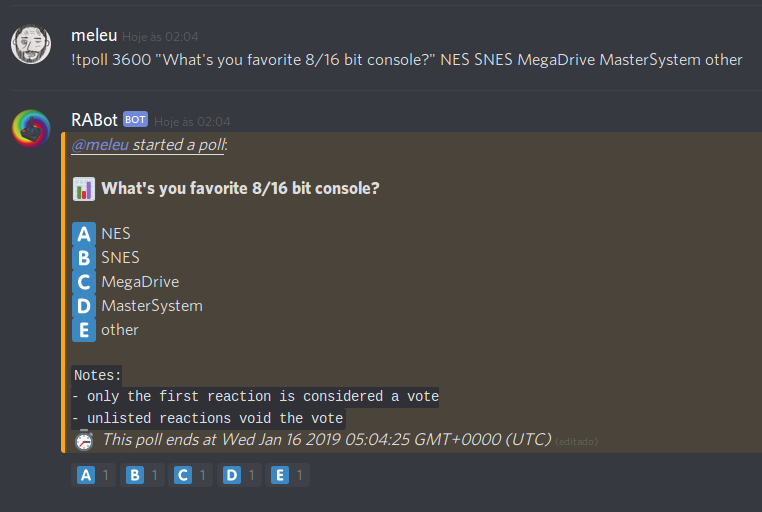 meleu Hoje às 02:04
!tpoll 3600 "What's you favorite 8/16 bit console?" NES SNES MegaDrive MasterSystem other
RABot BOT Hoje às 02:04
@meleu started a poll:
What's you favorite 8/16 bit console?
A NES
B SNES
C MegaDrive
D MasterSystem
E other
Notes:
- only the first reaction is considered a vote
- unlisted reactions void the vote
This poll ends at Wed Jan 16 2019 05:04:25 GMT+0000 (UTC) (editado)
A 1 B 1 C 1 D 1 E 1